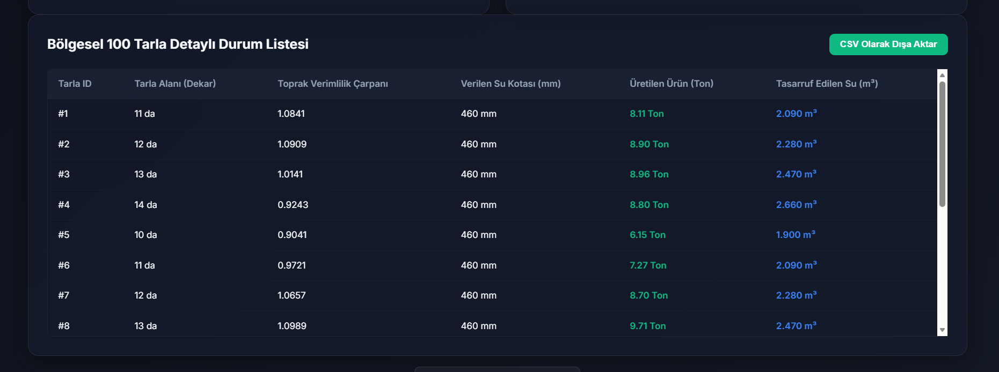 Bölgesel 100 Tarla Detaylı Durum Listesi
CSV Olarak Dışa Aktar
Tarla ID Tarla Alanı (Dekar) Toprak Verimlilik Çarpanı Verilen Su Kotası (mm) Üretilen Ürün (Ton) Tasarruf Edilen Su (m³)
#1 11 da 1.0841 460 mm 8.11 Ton 2.090 m³
#2 12 da 1.0909 460 mm 8.90 Ton 2.280 m³
#3 13 da 1.0141 460 mm 8.96 Ton 2.470 m³
#4 14 da 0.9243 460 mm 8.80 Ton 2.660 m³
#5 10 da 0.9041 460 mm 6.15 Ton 1.900 m³
#6 11 da 0.9721 460 mm 7.27 Ton 2.090 m³
#7 12 da 1.0657 460 mm 8.70 Ton 2.280 m³
#8 13 da 1.0989 460 mm 9.71 Ton 2.470 m³